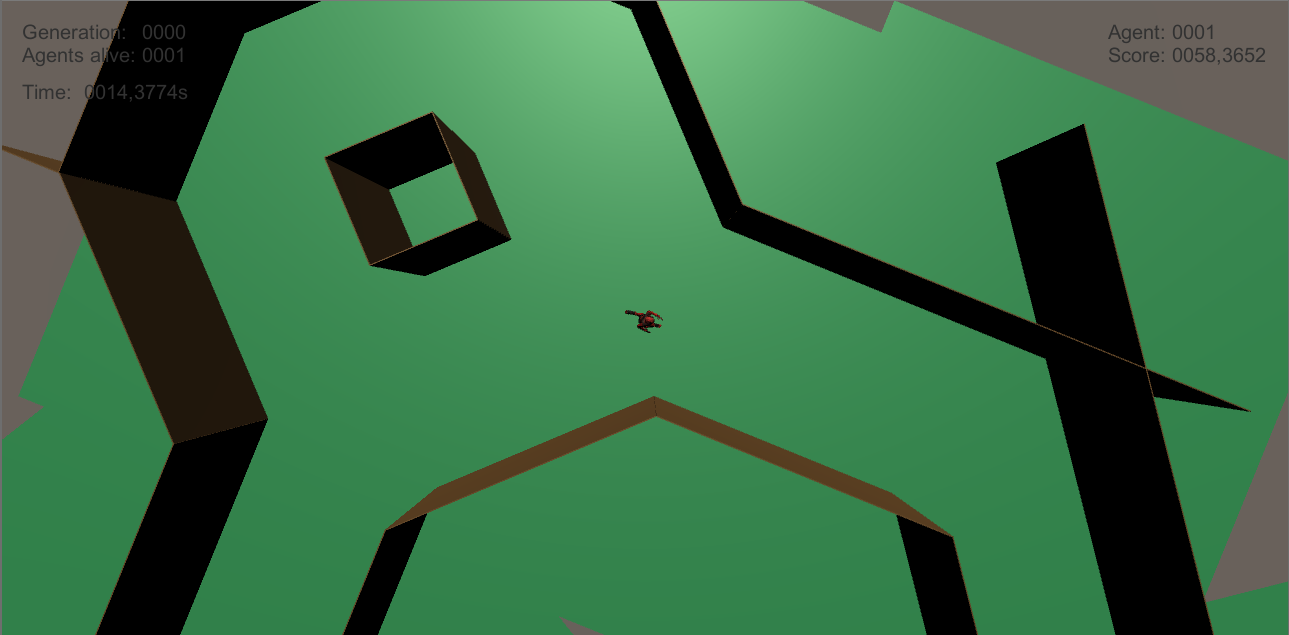 Generation: 0000
Agents alive: 0001
Time: 0014,3774s
Agent: 0001
Score: 0058,3652